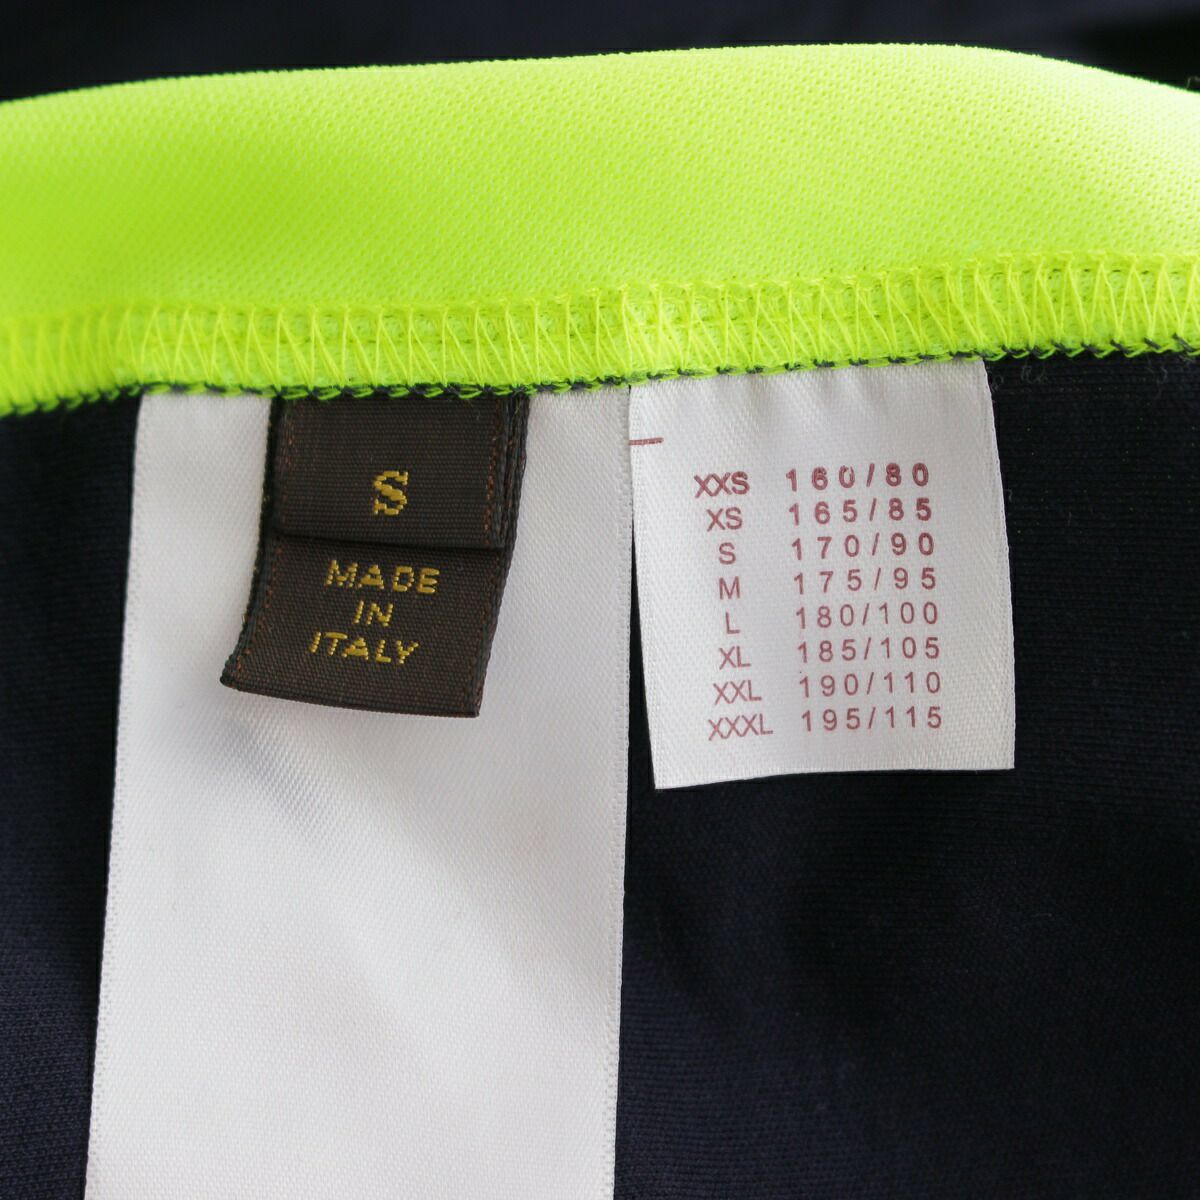 S
MADE
IN
ITALY
XXS 160/80
XS 165/85
S 170/90
M 175/95
L 180/100
XL 185/105
XXL 190/110
XXXL 195/115